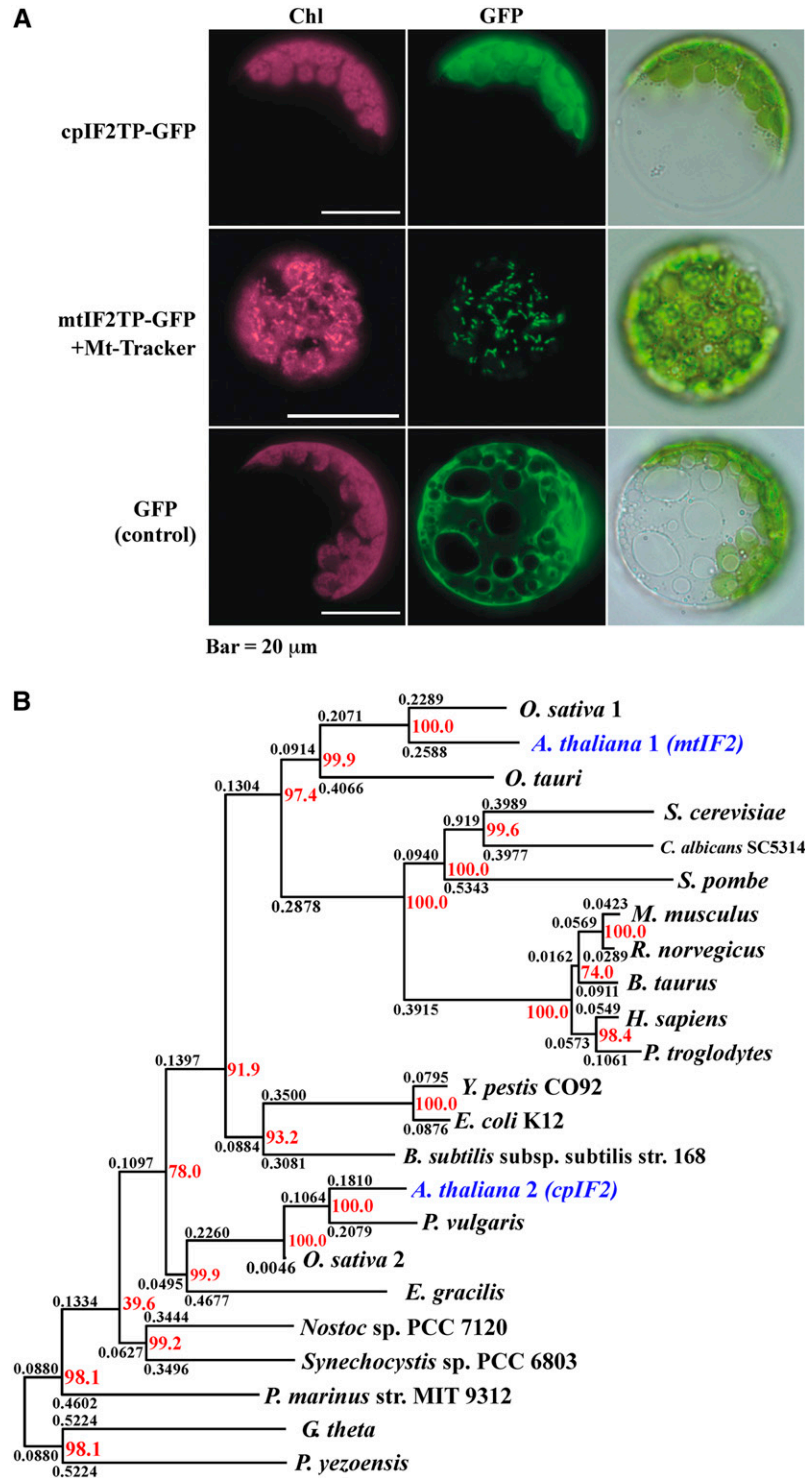 A
Chl GFP
cpIF2TP-GFP
mtIF2TP-GFP
+Mt-Tracker
GFP
(control)
Bar = 20 μm
B
0.2289
O. sativa 1
0.2071
100.0
A. thaliana 1 (mtIF2)
0.0914
0.2588
99.9
O. tauri
0.1304
0.4066
97.4
0.3989
S. cerevisiae
0.919
99.6
C. albicans SC5314
0.0940
0.3977
100.0
S. pombe
0.2878
0.5343
100.0
0.0423
M. musculus
0.0569
100.0
R. norvegicus
0.0162
0.0289
74.0
B. taurus
0.0911
0.3915
100.0
0.0549
H. sapiens
98.4
0.0573
P. troglodytes
0.1061
0.1397
91.9
0.0795
Y. pestis CO92
0.3500
100.0
E. coli K12
0.0876
93.2
0.0884
B. subtilis subsp. subtilis str. 168
0.3081
0.1097
78.0
0.1810
A. thaliana 2 (cpIF2)
0.1064
100.0
P. vulgaris
0.2079
0.2260
100.0
O. sativa 2
0.0046
99.9
0.0495
E. gracilis
0.4677
0.1334
39.6
0.3444
Nostoc sp. PCC 7120
99.2
0.0627
Synechocystis sp. PCC 6803
0.3496
0.0880
98.1
P. marinus str. MIT 9312
0.4602
0.5224
G. theta
98.1
0.0880
P. yezoensis
0.5224